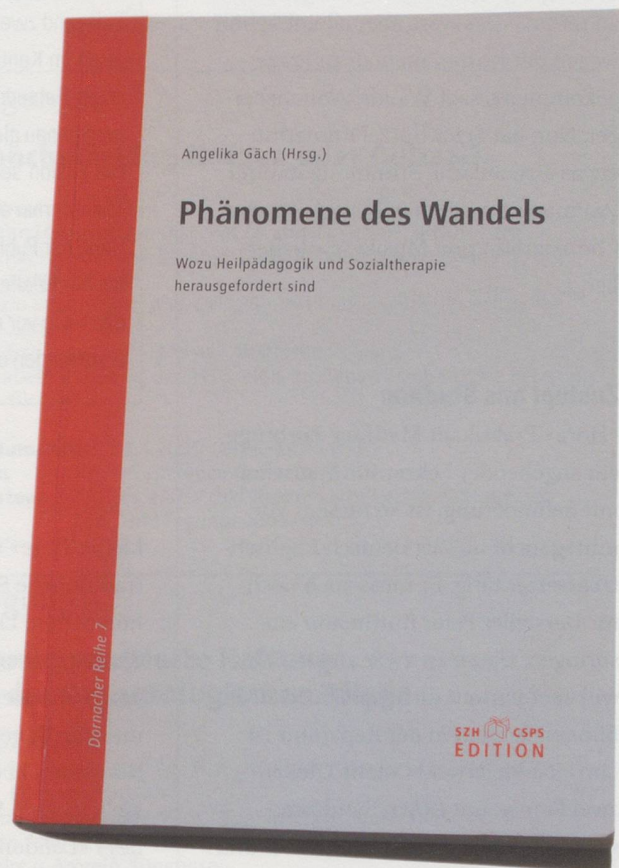 Angelika Gäch (Hrsg.)
Phänomene des Wandels
Wozu Heilpädagogik und Sozialtherapie
herausgefordert sind
Dornacher Reihe 7
SZH CSPS
EDITION